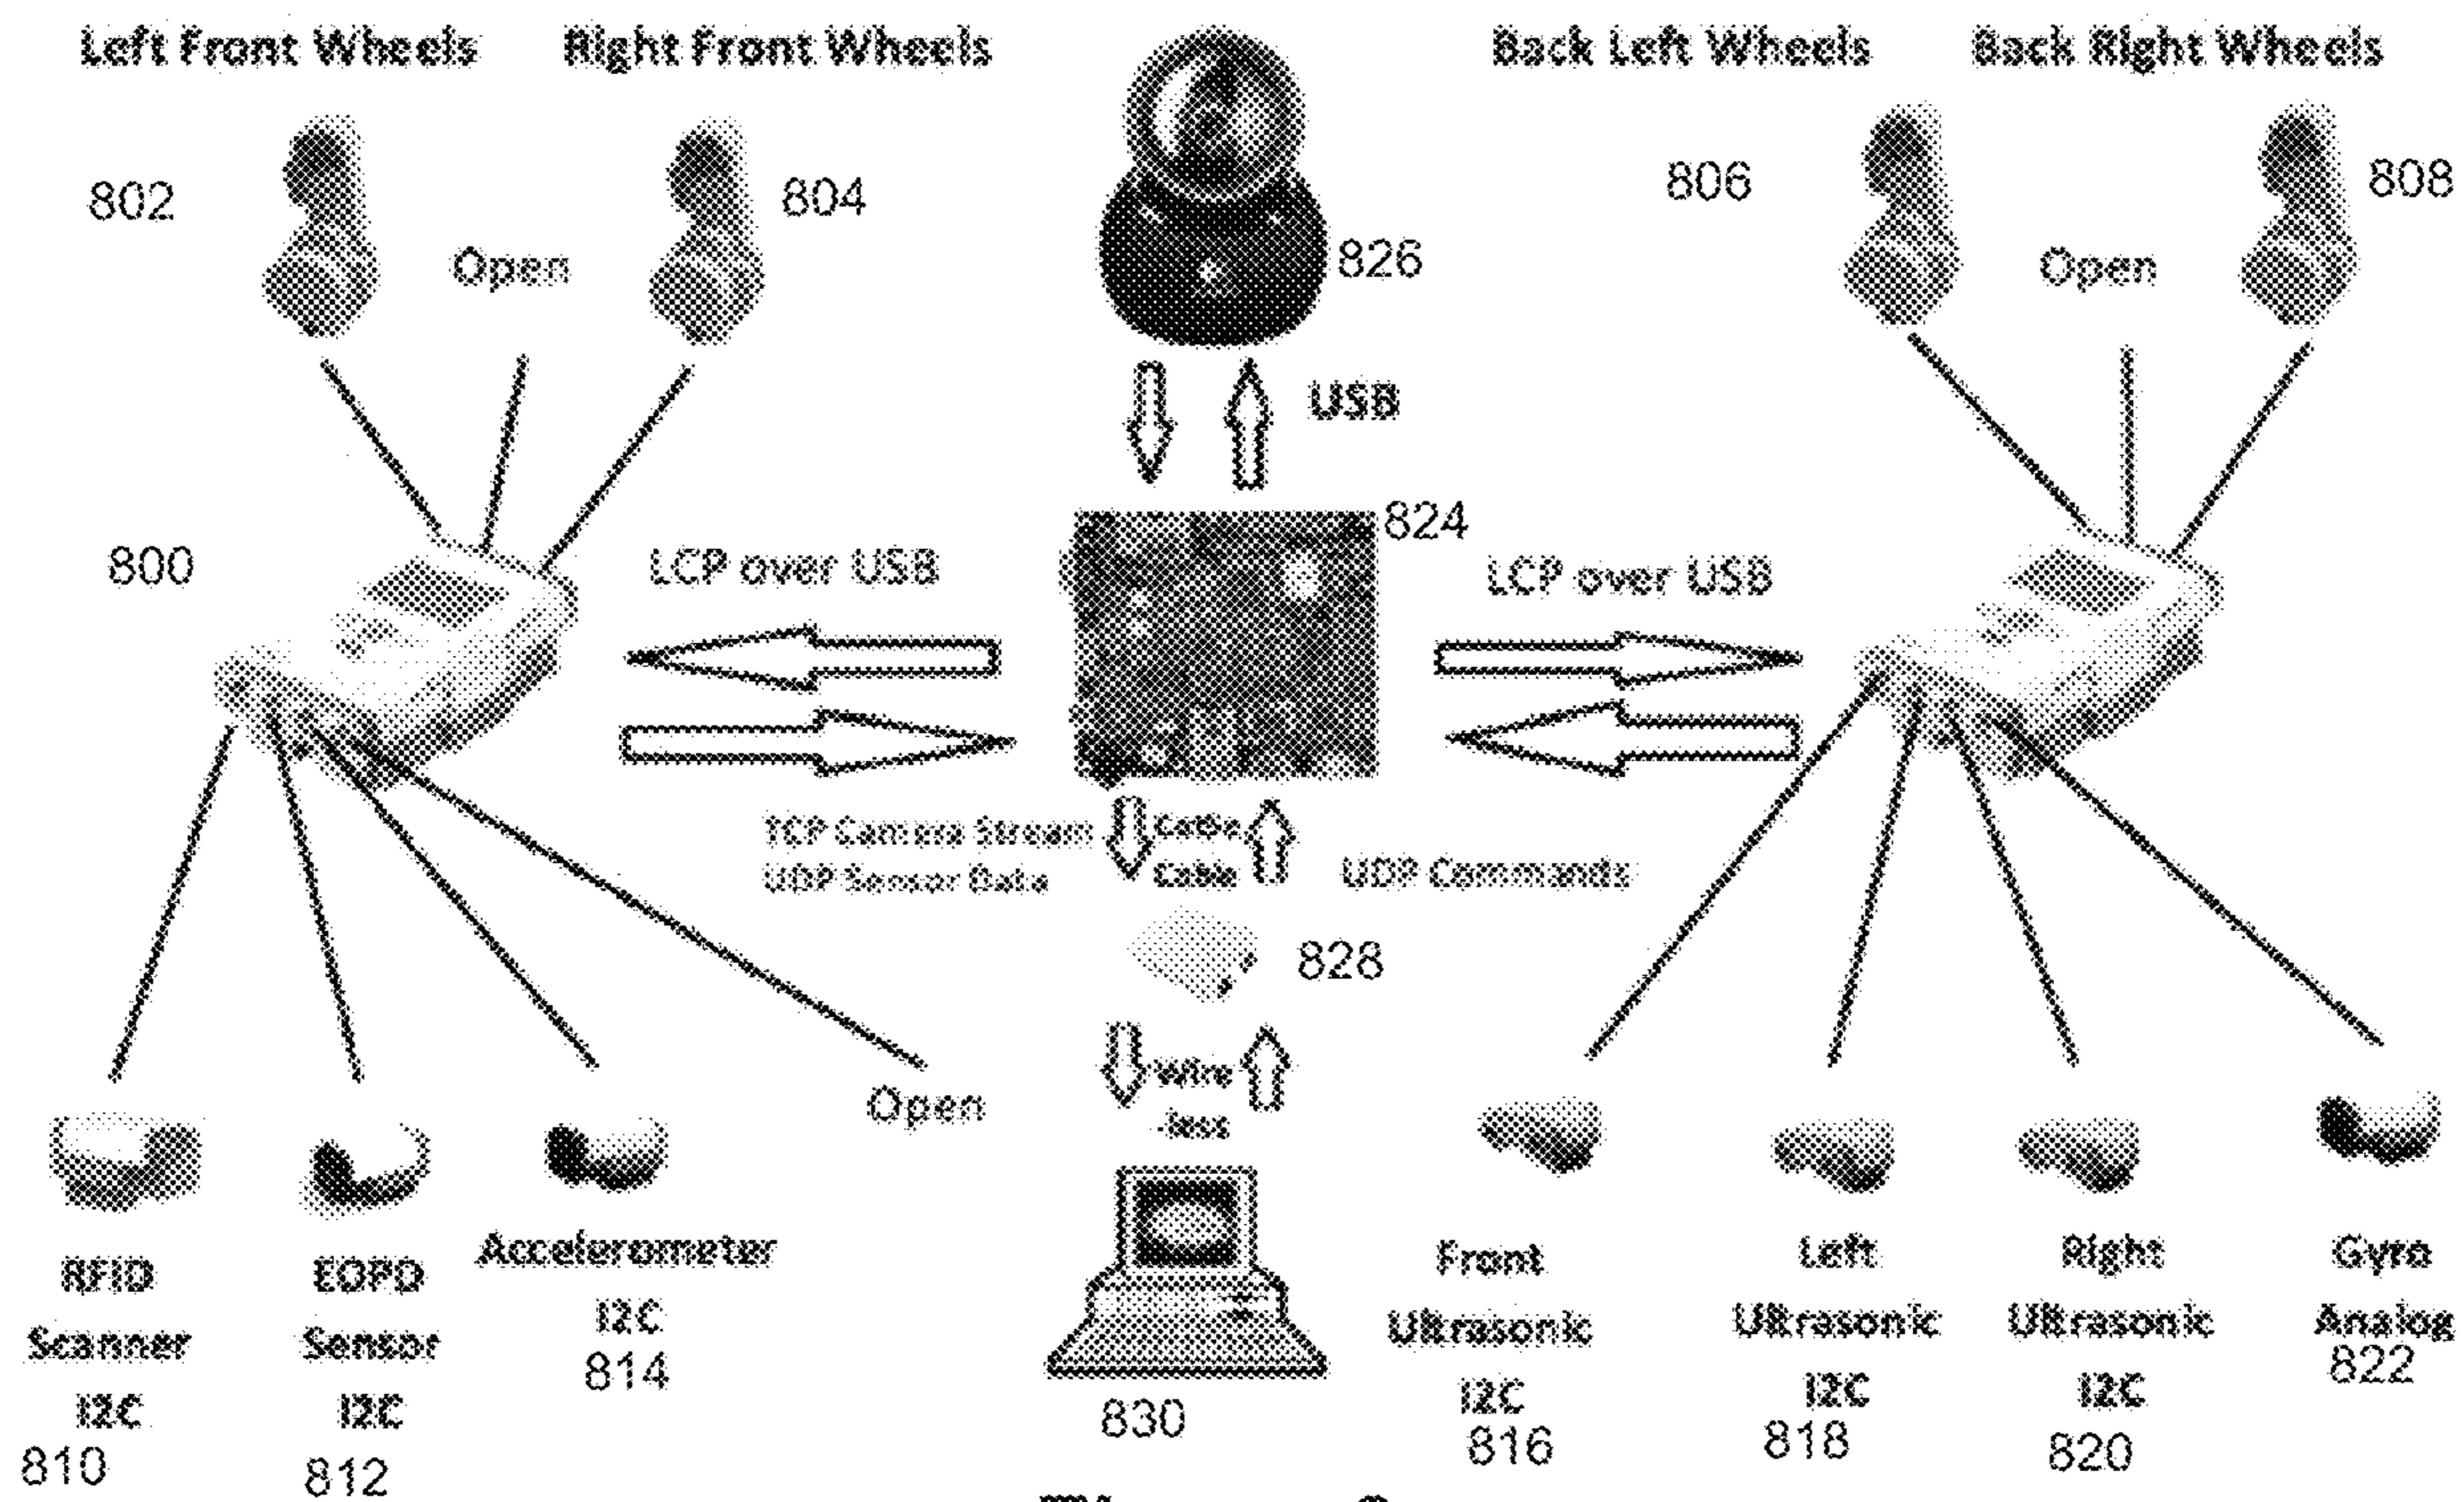 Left Front Wheels
Right Front Wheels
Back Left Wheels
Back Right Wheels
802
804
826
806
808
Open
Open
USB
800
824
LCP over USB
LCP over USB
TCP Camera Stream
UDP Sensor Data
Cable
UDP Commands
828
Wire
-less
Open
RFID
Scanner
I2C
810
EOPD
Sensor
I2C
812
Accelerometer
I2C
814
830
Front
Ultrasonic
I2C
816
Left
Ultrasonic
I2C
818
Right
Ultrasonic
I2C
820
Gyro
Analog
822